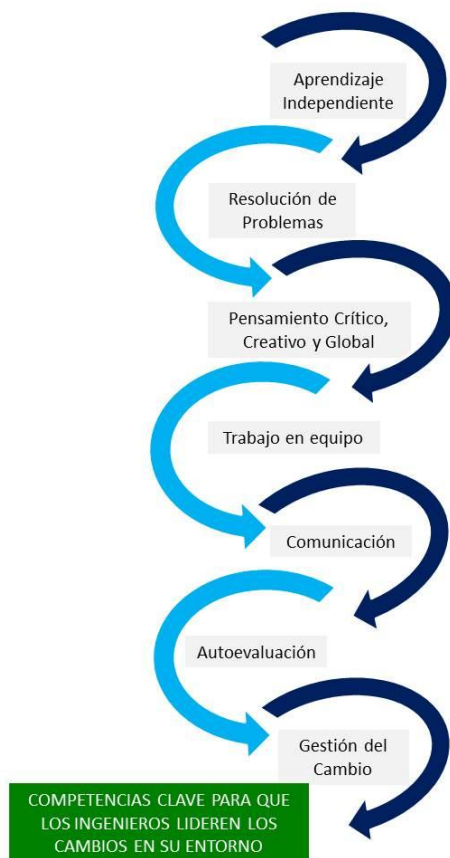 Aprendizaje
Independiente
Resolución de
Problemas
Pensamiento Crítico,
Creativo y Global
Trabajo en equipo
Comunicación
Autoevaluación
Gestión del
Cambio
COMPETENCIAS CLAVE PARA QUE
LOS INGENIEROS LIDEREN LOS
CAMBIOS EN SU ENTORNO